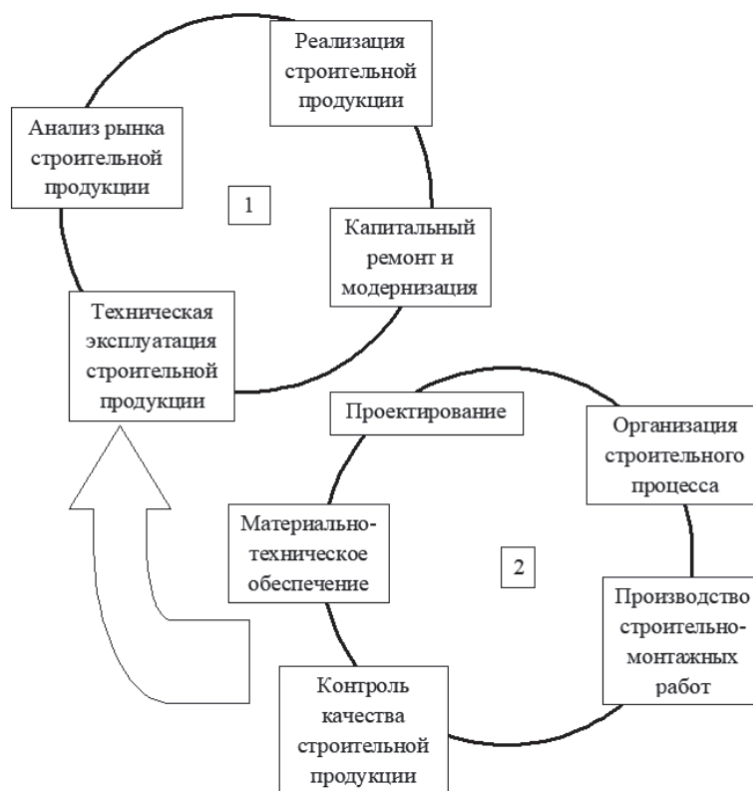 Реализация
строительной
продукции
Анализ рынка
строительной
продукции
1
Капитальный
ремонт и
модернизация
Техническая
эксплуатация
строительной
продукции
Проектирование
Организация
строительного
процесса
Материально-
техническое
обеспечение
2
Производство
строительно-
монтажных
работ
Контроль
качества
строительной
продукции